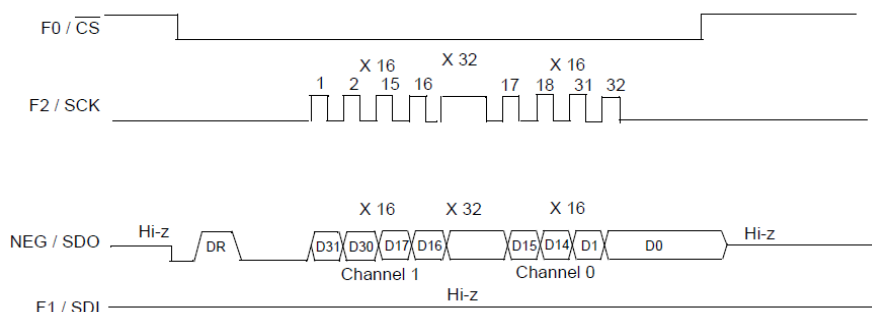 F0 / CS
X 16 X 32 X 16
1 2 15 16 17 18 31 32
F2 / SCK
X 16 X 32 X 16
Hi-z Hi-z
NEG / SDO DR D31 D30 D17 D16 D15 D14 D1 D0
Channel 1 Channel 0
Hi-z
F1 / SDI